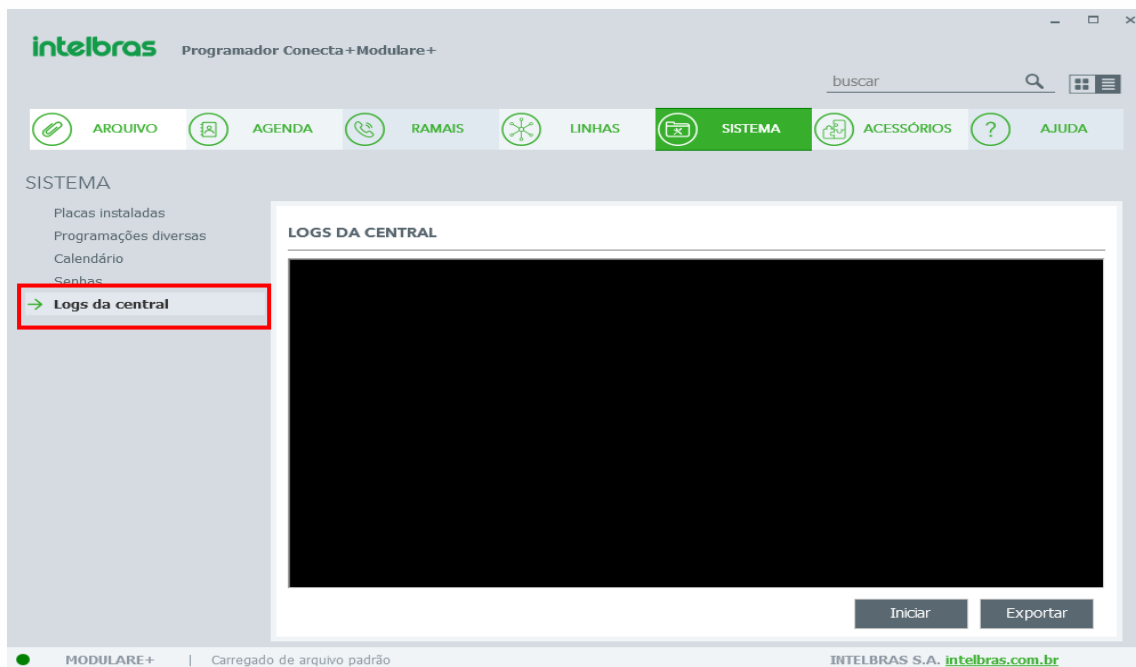 intelbras Programador Conecta+Modulare+
buscar
ARQUIVO AGENDA RAMAIS LINHAS SISTEMA ACESSÓRIOS ? AJUDA
SISTEMA
Placas instaladas
Programações diversas
Calendário
Senhas
Logs da central
LOGS DA CENTRAL
Iniciar Exportar
MODULARE+ | Carregado de arquivo padrão INTELBRAS S.A. intelbras.com.br